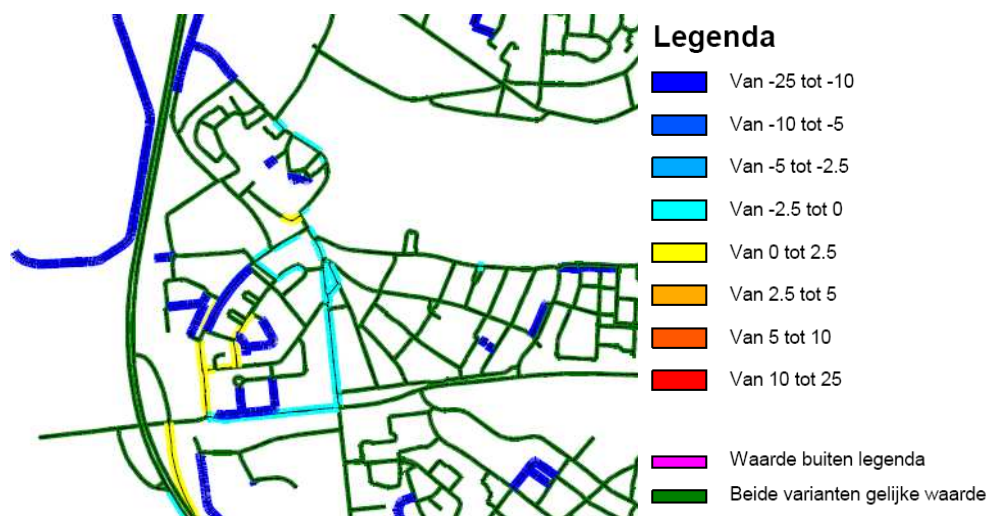 Legenda
Van -25 tot -10
Van -10 tot -5
Van -5 tot -2.5
Van -2.5 tot 0
Van 0 tot 2.5
Van 2.5 tot 5
Van 5 tot 10
Van 10 tot 25
Waarde buiten legenda
Beide varianten gelijke waarde